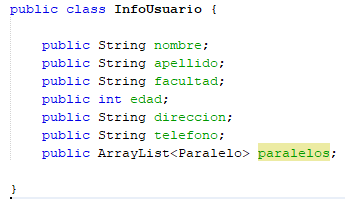 public class InfoUsuario {
public String nombre;
public String apellido;
public String facultad;
public int edad;
public String direccion;
public String telefono;
public ArrayList<Paralelo> paralelos;
}